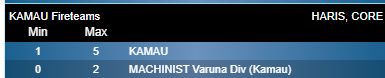 KAMAU Fireteams HARIS, CORE
Min Max
1 5 KAMAU
0 2 MACHINIST Varuna Div (Kamau)